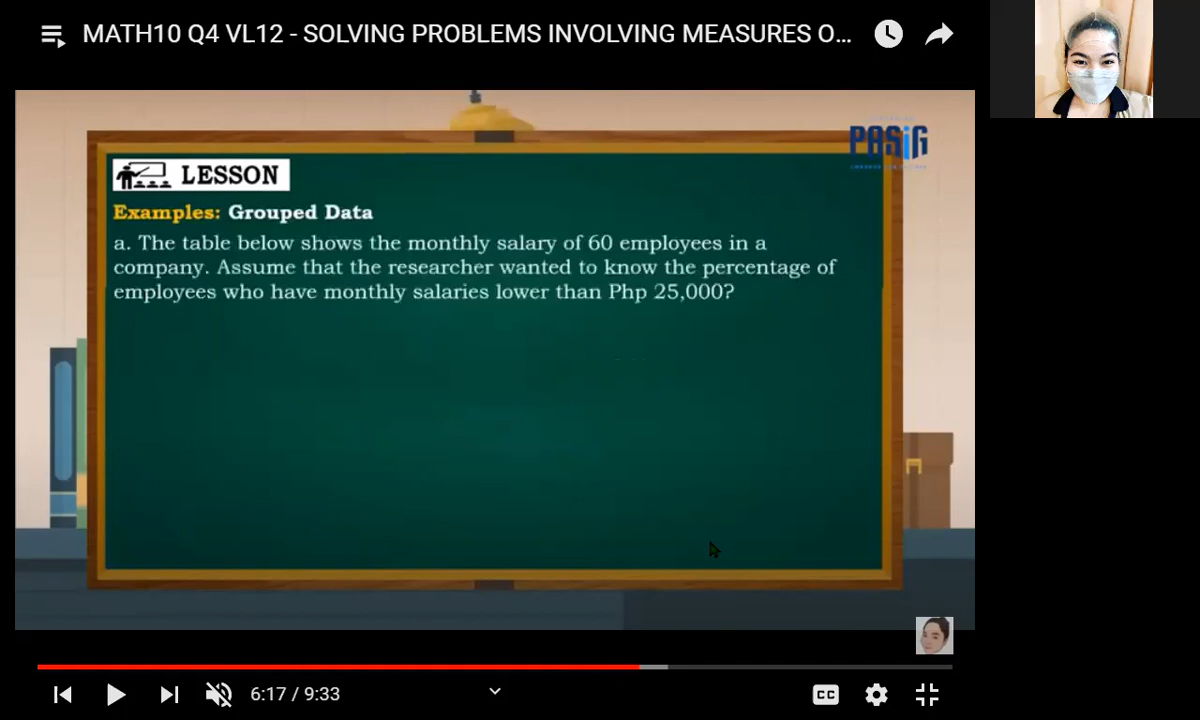 MATH10 Q4 VL12 - SOLVING PROBLEMS INVOLVING MEASURES O...
PASiG
LESSON
Examples: Grouped Data
a. The table below shows the monthly salary of 60 employees in a
company. Assume that the researcher wanted to know the percentage of
employees who have monthly salaries lower than Php 25,000?
6:17 / 9:33
CC